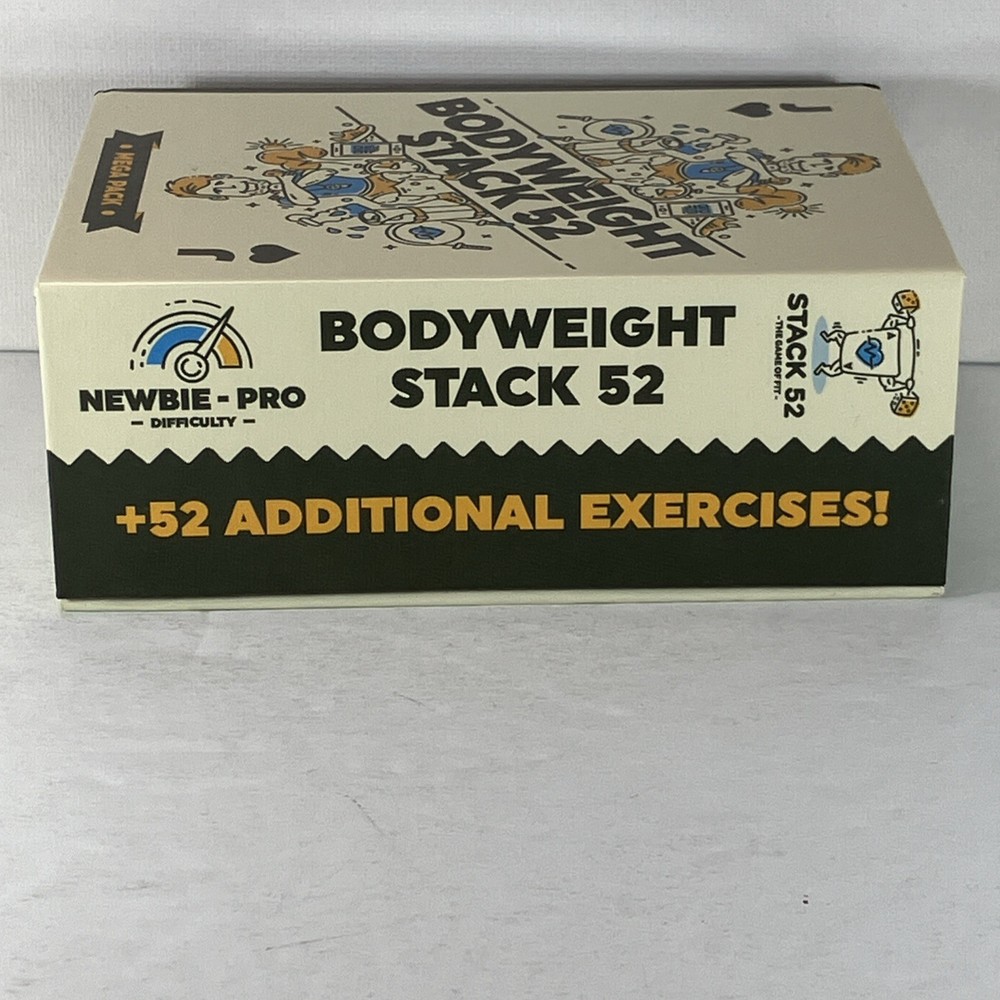 J
BODYWEIGHT
STACK 52
• MEGA PACK •
J
NEWBIE - PRO
- DIFFICULTY -
BODYWEIGHT
STACK 52
STACK 52
-THE GAME OF FIT-
+52 ADDITIONAL EXERCISES!